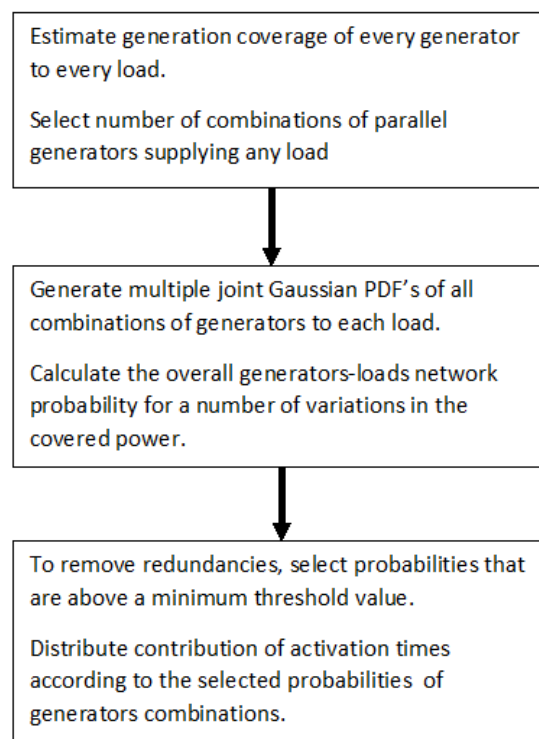 Estimate generation coverage of every generator
to every load.
Select number of combinations of parallel
generators supplying any load
Generate multiple joint Gaussian PDF's of all
combinations of generators to each load.
Calculate the overall generators-loads network
probability for a number of variations in the
covered power.
To remove redundancies, select probabilities that
are above a minimum threshold value.
Distribute contribution of activation times
according to the selected probabilities of
generators combinations.